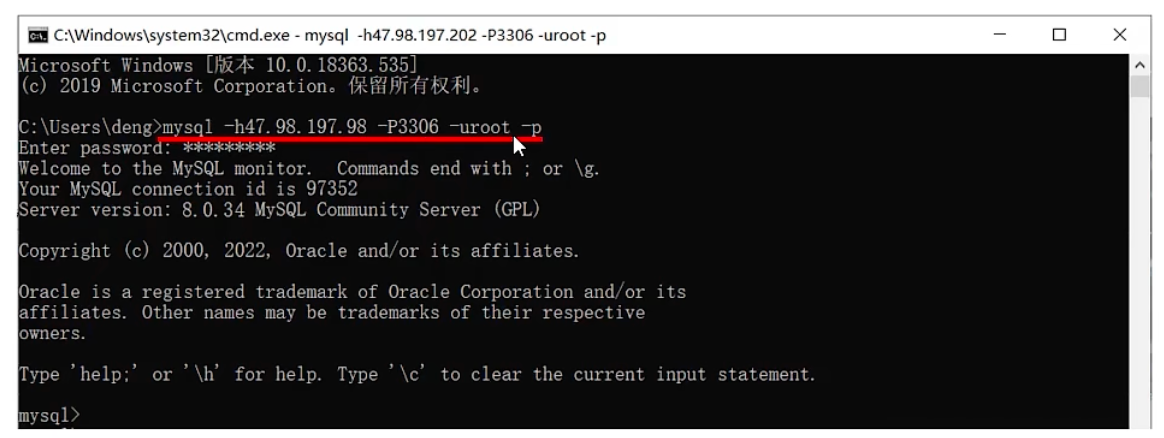 C:\Windows\system32\cmd.exe - mysql -h47.98.197.202 -P3306 -uroot -p
Microsoft Windows [版本 10.0.18363.535]
(c) 2019 Microsoft Corporation。保留所有权利。
C:\Users\deng>mysql -h47.98.197.98 -P3306 -uroot -p
Enter password: *********
Welcome to the MySQL monitor.  Commands end with ; or \g.
Your MySQL connection id is 97352
Server version: 8.0.34 MySQL Community Server (GPL)
Copyright (c) 2000, 2022, Oracle and/or its affiliates.
Oracle is a registered trademark of Oracle Corporation and/or its
affiliates. Other names may be trademarks of their respective
owners.
Type 'help;' or '\h' for help. Type '\c' to clear the current input statement.
mysql>